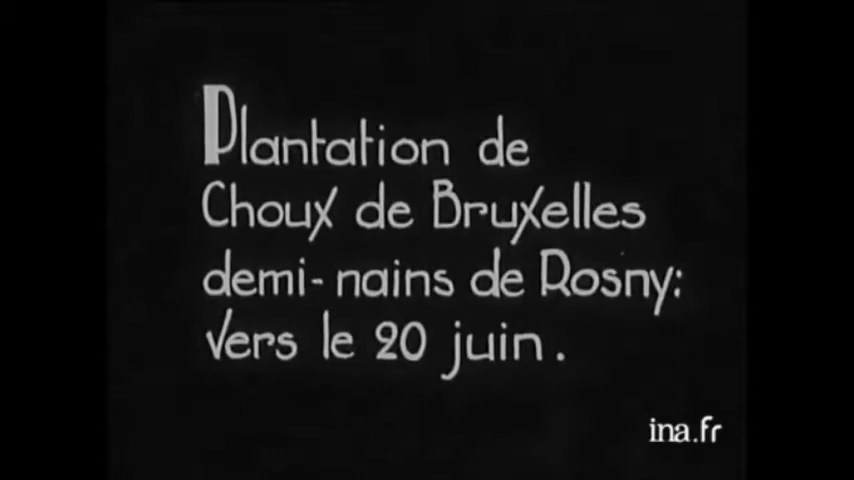 Plantation de
Choux de Bruxelles
demi-nains de Rosny:
vers le 20 juin.
ina.fr